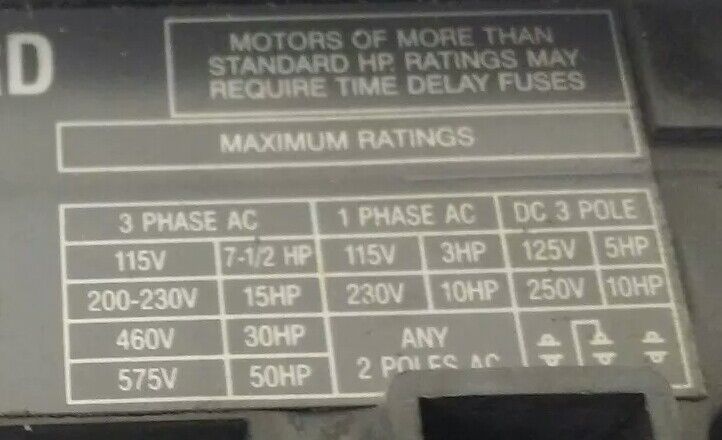 MOTORS OF MORE THAN
STANDARD HP RATINGS MAY
REQUIRE TIME DELAY FUSES
MAXIMUM RATINGS
3 PHASE AC 1 PHASE AC DC 3 POLE
115V 7-1/2 HP 115V 3HP 125V 5HP
200-230V 15HP 230V 10HP 250V 10HP
460V 30HP ANY
575V 50HP 2 POLES AC